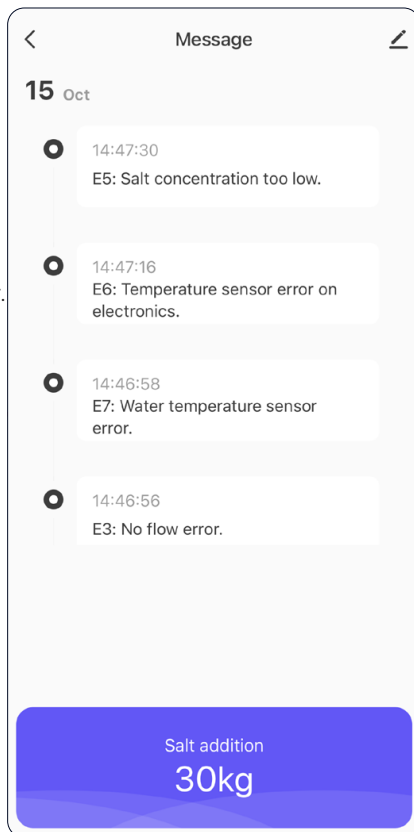 Message
15 Oct
14:47:30
E5: Salt concentration too low.
14:47:16
E6: Temperature sensor error on
electronics.
14:46:58
E7: Water temperature sensor
error.
14:46:56
E3: No flow error.
Salt addition
30kg